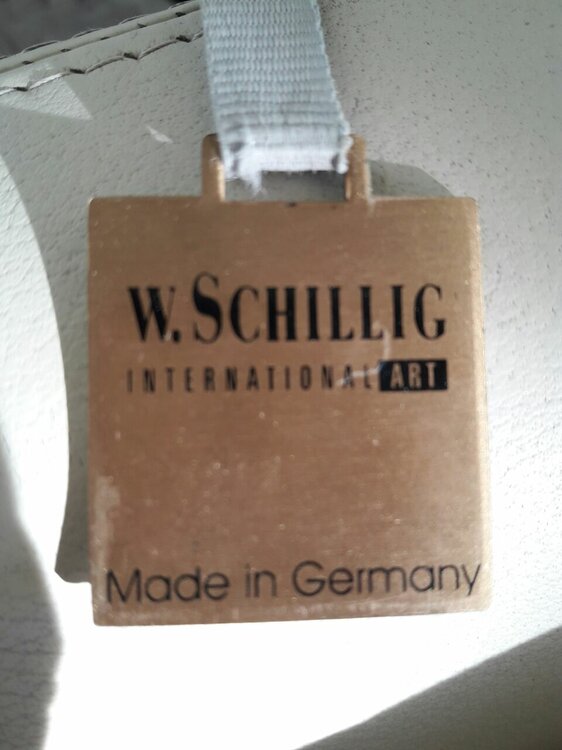 W. SCHILLIG
INTERNATIONAL ART
Made in Germany